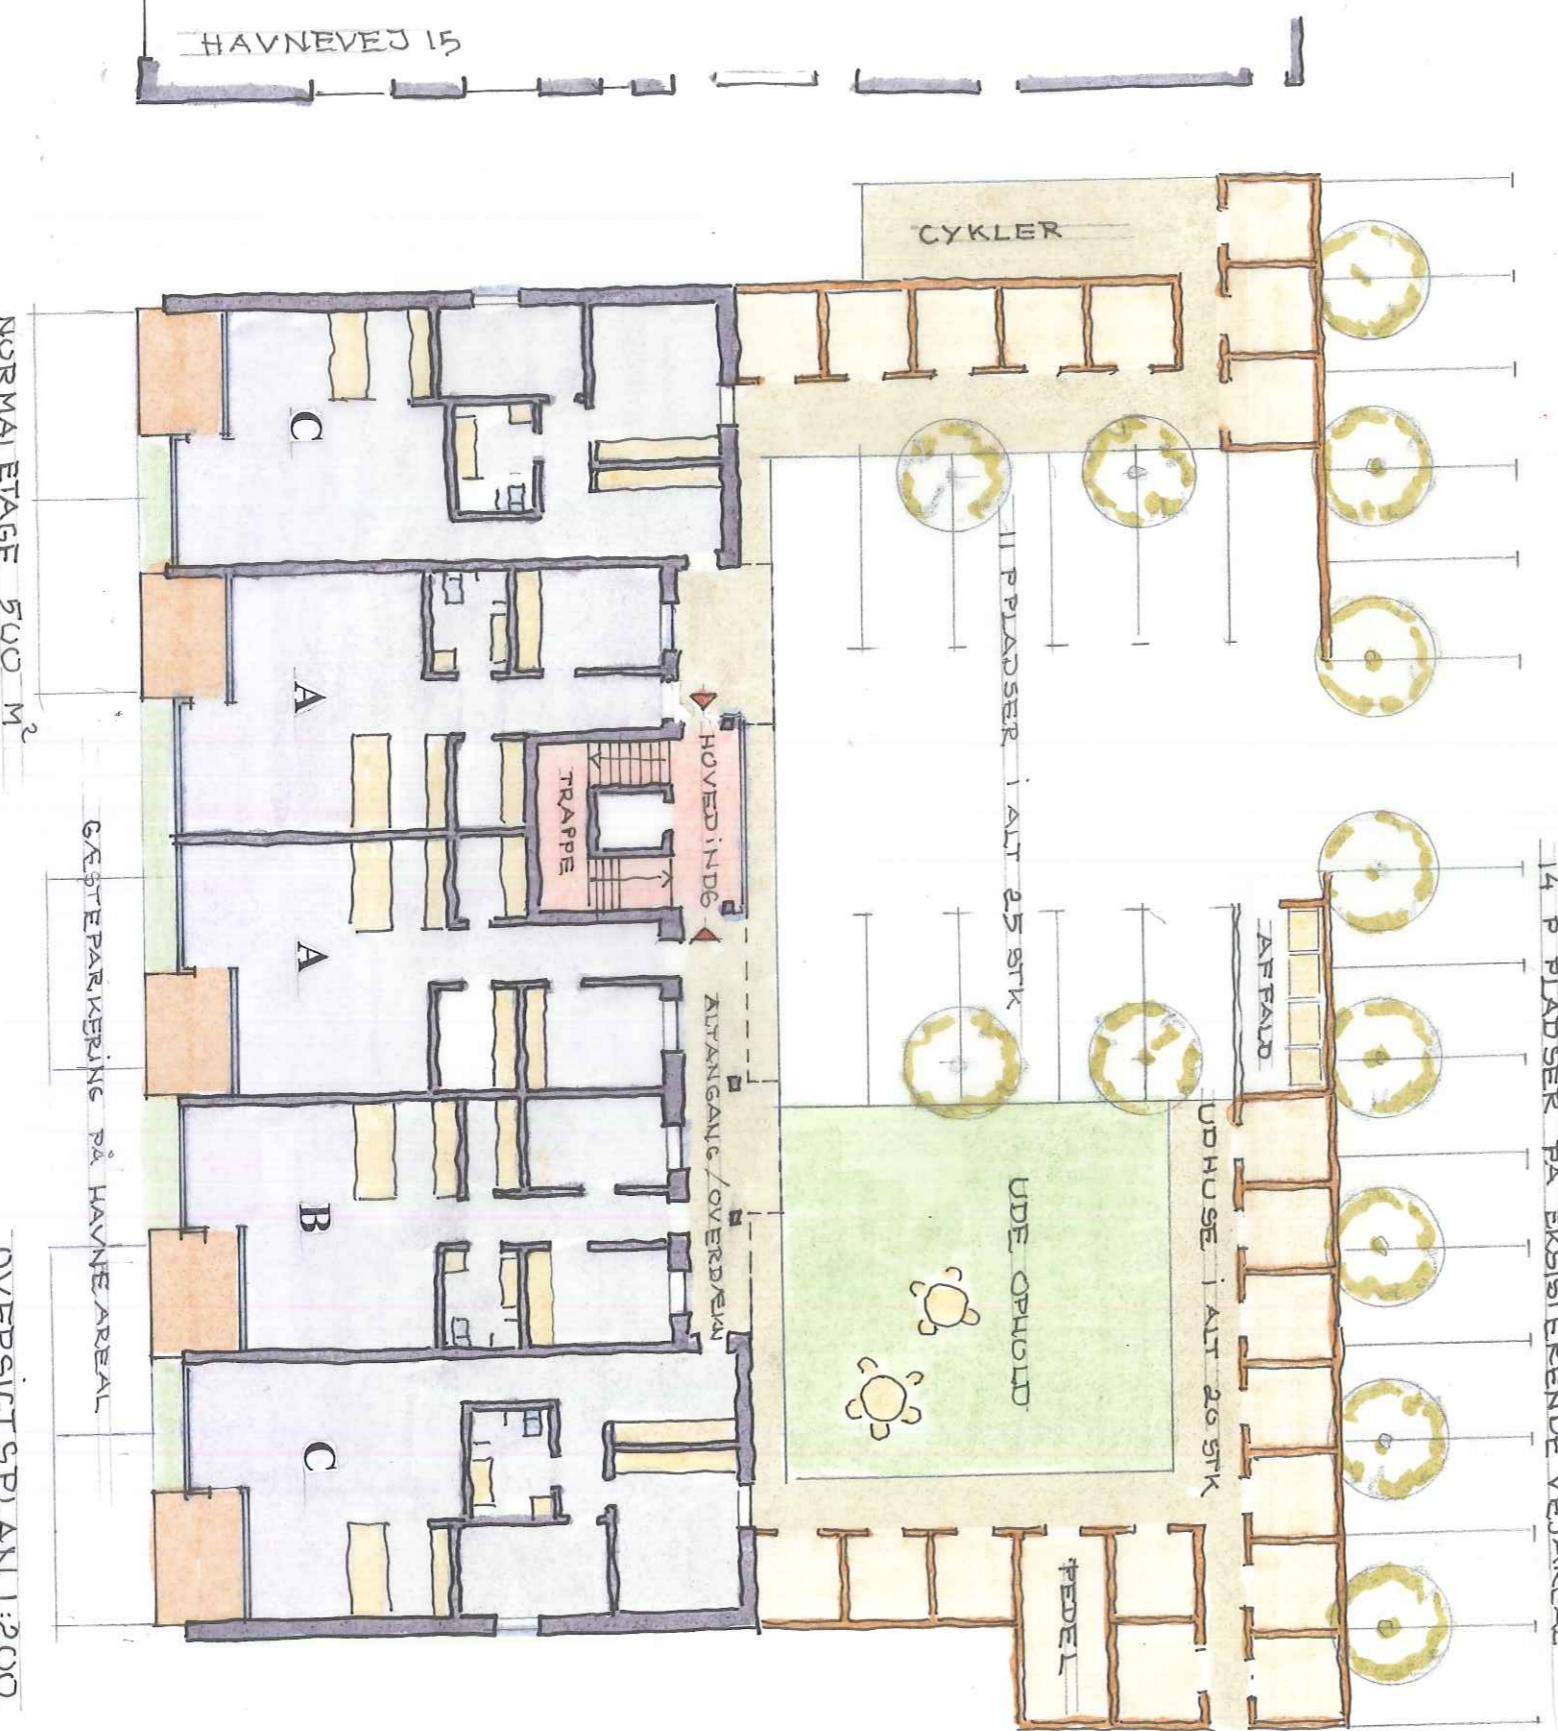 HAVNEVEJ 15
CYKLER
14 P PLADSER PÅ EKSISTERENDE VEJAREAL
11 P PLADSER i ALT 25 STK
AFFALD
UDHUSE i ALT 20 STK
UDE OPHOLD
PEDEL
HOVEDiNDG
TRAPPE
ALTANGANG / OVERDÆKN
C
A
A
B
C
GÆSTEPARKERiNG PÅ HAVNEAREAL
NORMALETAGE 500 M²
OVERSIGTSPLAN 1:200